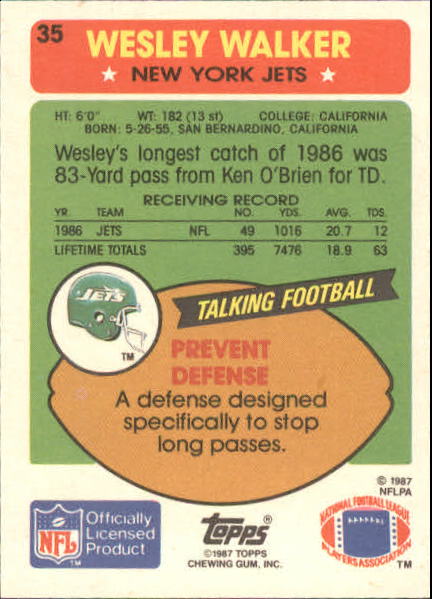 35
WESLEY WALKER
★ NEW YORK JETS ★
HT: 6'0" WT: 182 (13 st) COLLEGE: CALIFORNIA
BORN: 5-26-55, SAN BERNARDINO, CALIFORNIA
Wesley's longest catch of 1986 was
83-Yard pass from Ken O'Brien for TD.
RECEIVING RECORD
YR. TEAM NO. YDS. AVG. TDS.
1986 JETS NFL 49 1016 20.7 12
LIFETIME TOTALS 395 7476 18.9 63
JETS
TM
TALKING FOOTBALL
PREVENT
DEFENSE
A defense designed
specifically to stop
long passes.
© 1987
NFLPA
NFL
TM
Officially
Licensed
Product
TOPPS®
©1987 TOPPS
CHEWING GUM, INC.
NATIONAL FOOTBALL LEAGUE
PLAYERS ASSOCIATION
TM